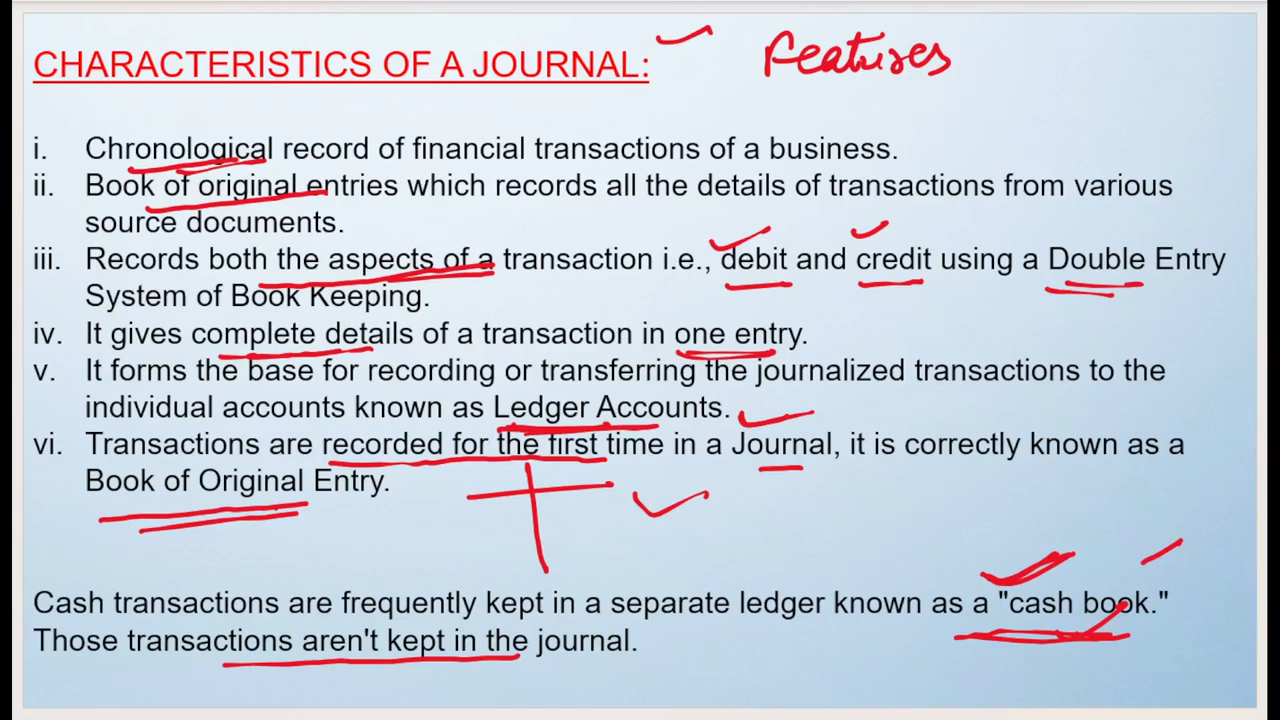 CHARACTERISTICS OF A JOURNAL: Features
i. Chronological record of financial transactions of a business.
ii. Book of original entries which records all the details of transactions from various
source documents.
iii. Records both the aspects of a transaction i.e., debit and credit using a Double Entry
System of Book Keeping.
iv. It gives complete details of a transaction in one entry.
v. It forms the base for recording or transferring the journalized transactions to the
individual accounts known as Ledger Accounts.
vi. Transactions are recorded for the first time in a Journal, it is correctly known as a
Book of Original Entry.
Cash transactions are frequently kept in a separate ledger known as a "cash book."
Those transactions aren't kept in the journal.